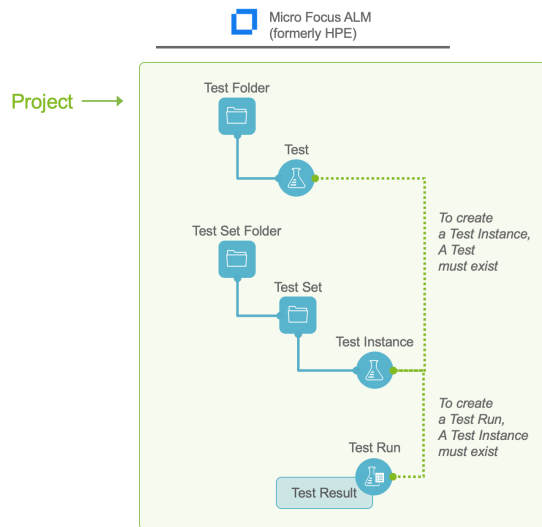 Micro Focus ALM
(formerly HPE)
Project
Test Folder
Test
Test Set Folder
To create
a Test Instance,
A Test
must exist
Test Set
Test Instance
To create
a Test Run,
A Test Instance
must exist
Test Run
Test Result